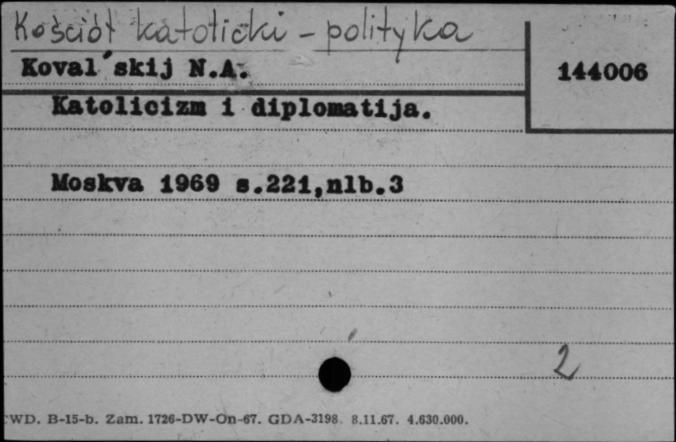 Kościół katolicki - polityka
Koval'skij N.A.
144006
Katolicizm i diplomatija.
Moskva 1969 s.221,nlb.3
2
WD. B-15-b. Zam. 1726-DW-On-67. GDA-3198. 8.11.67. 4.630.000.